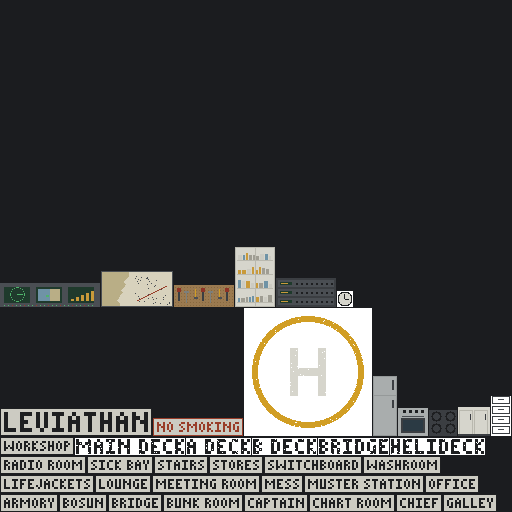 H
LEVIATHAN
NO SMOKING
WORKSHOP MAIN DECK A DECK B DECK BRIDGE HELIDECK
RADIO ROOM SICK BAY STAIRS STORES SWITCHBOARD WASHROOM
LIFEJACKETS LOUNGE MEETING ROOM MESS MUSTER STATION OFFICE
ARMORY BOSUN BRIDGE BUNK ROOM CAPTAIN CHART ROOM CHIEF GALLEY